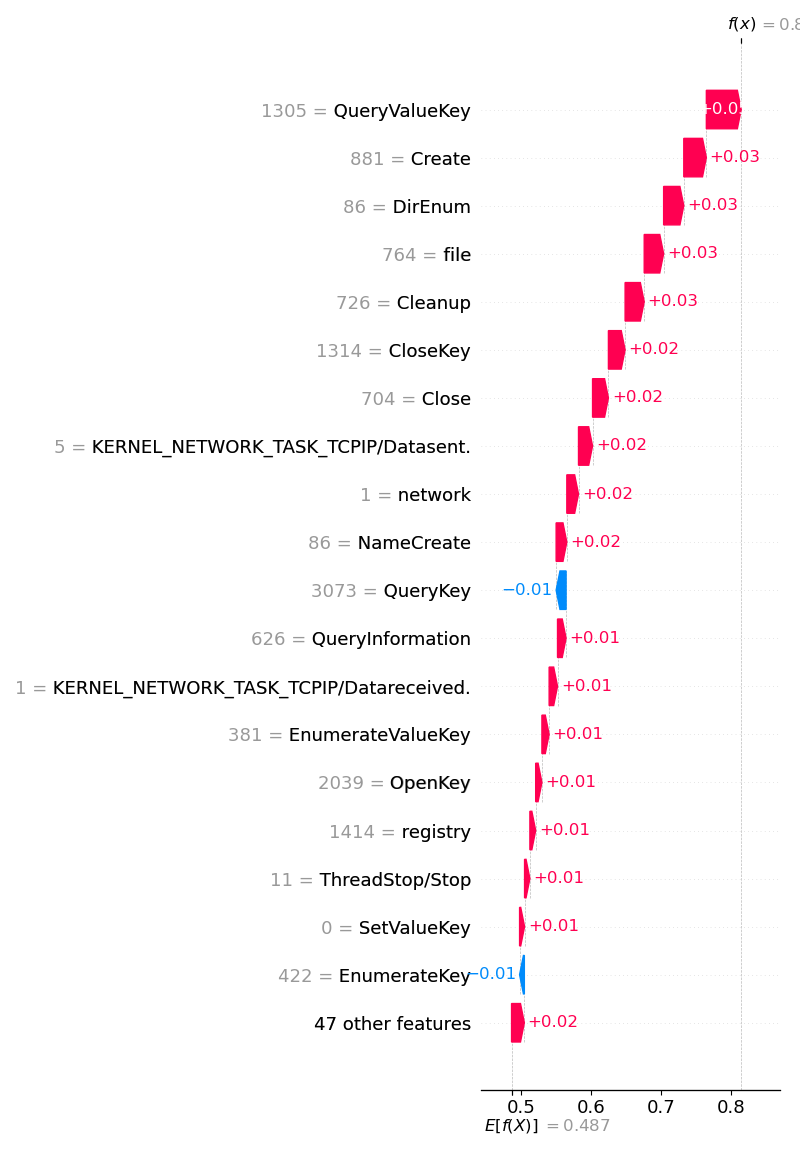 f(x) = 0.8
1305 = QueryValueKey +0.05
881 = Create +0.03
86 = DirEnum +0.03
764 = file +0.03
726 = Cleanup +0.03
1314 = CloseKey +0.02
704 = Close +0.02
5 = KERNEL_NETWORK_TASK_TCPIP/Datasent. +0.02
1 = network +0.02
86 = NameCreate +0.02
3073 = QueryKey −0.01
626 = QueryInformation +0.01
1 = KERNEL_NETWORK_TASK_TCPIP/Datareceived. +0.01
381 = EnumerateValueKey +0.01
2039 = OpenKey +0.01
1414 = registry +0.01
11 = ThreadStop/Stop +0.01
0 = SetValueKey +0.01
422 = EnumerateKey −0.01
47 other features +0.02
0.5 0.6 0.7 0.8
E[f(X)] = 0.487